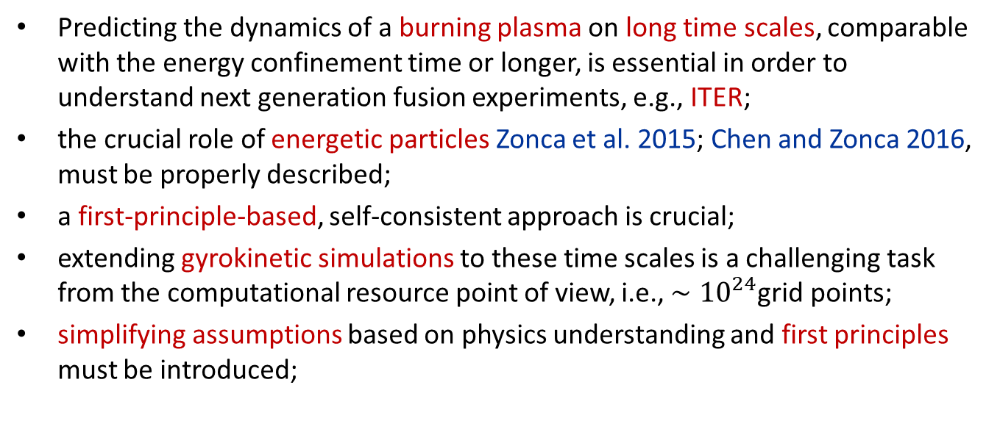 • Predicting the dynamics of a burning plasma on long time scales, comparable
with the energy confinement time or longer, is essential in order to
understand next generation fusion experiments, e.g., ITER;
• the crucial role of energetic particles Zonca et al. 2015; Chen and Zonca 2016,
must be properly described;
• a first-principle-based, self-consistent approach is crucial;
• extending gyrokinetic simulations to these time scales is a challenging task
from the computational resource point of view, i.e., ~ 10²⁴grid points;
• simplifying assumptions based on physics understanding and first principles
must be introduced;